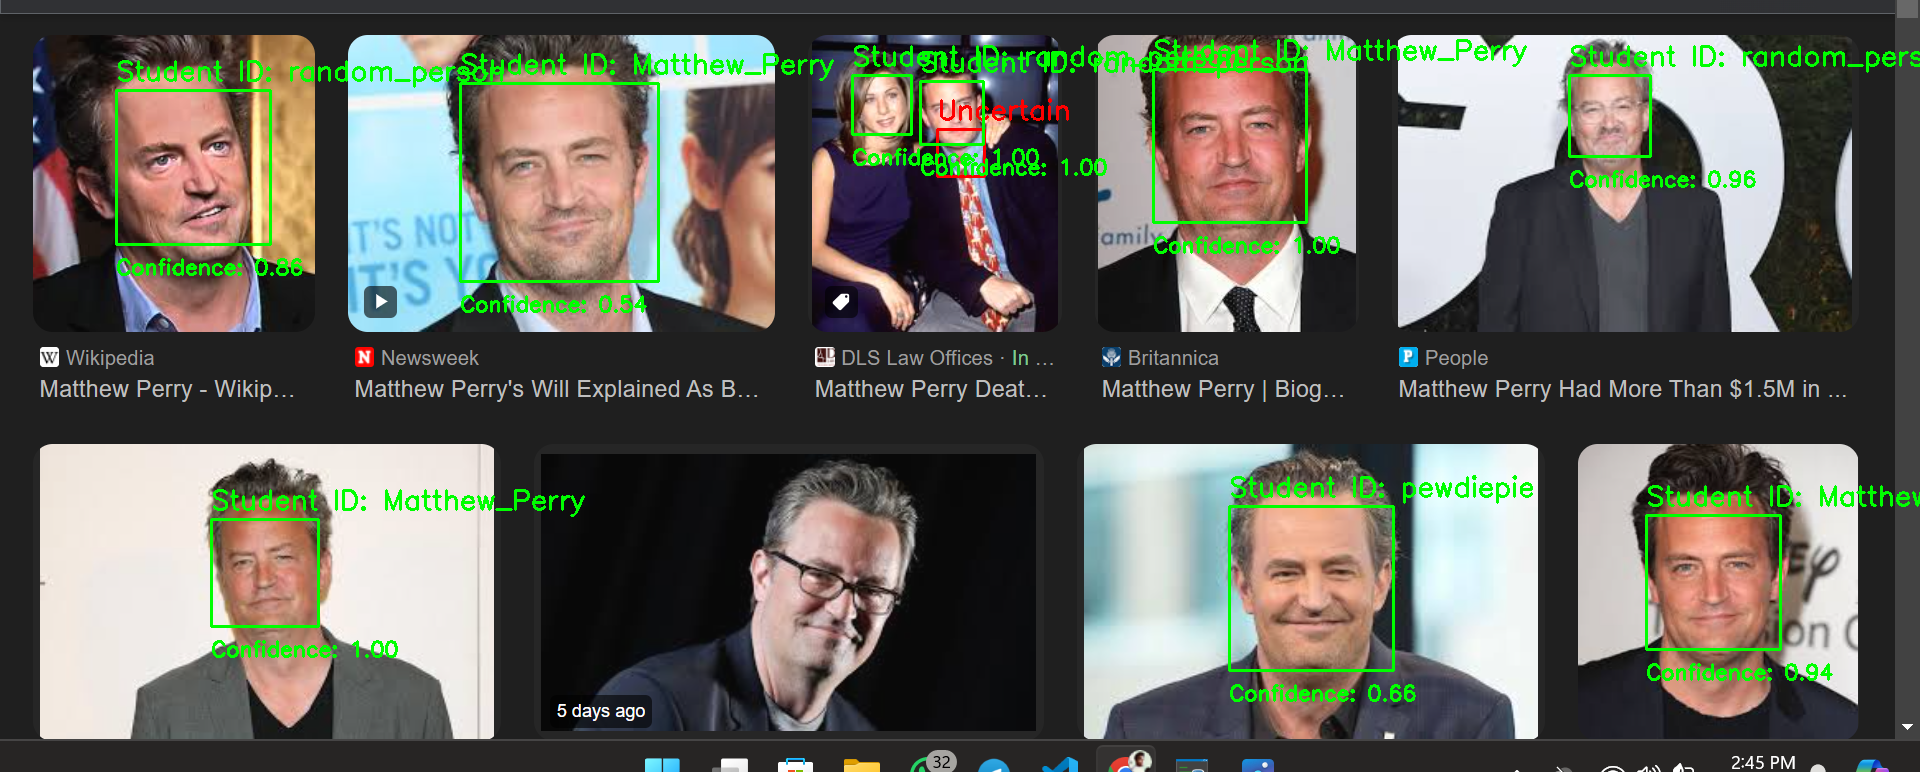 Student ID: random_person
Student ID: Matthew_Perry
Student ID: random_person
Student ID: random_person
Student ID: Matthew_Perry
Student ID: random_pers
Uncertain
Confidence: 0.86
IT'S NOT
IT'S YO
Confidence: 0.54
Confidence: 1.00
Confidence: 1.00
Family
Confidence: 1.00
Confidence: 0.96
W Wikipedia
Matthew Perry - Wikip...
N Newsweek
Matthew Perry's Will Explained As B...
DLS Law Offices · In ...
Matthew Perry Deat...
Britannica
Matthew Perry | Biog...
P People
Matthew Perry Had More Than $1.5M in ...
Student ID: Matthew_Perry
Confidence: 1.00
5 days ago
Student ID: pewdiepie
Confidence: 0.66
Student ID: Matthew
Confidence: 0.94
32
2:45 PM